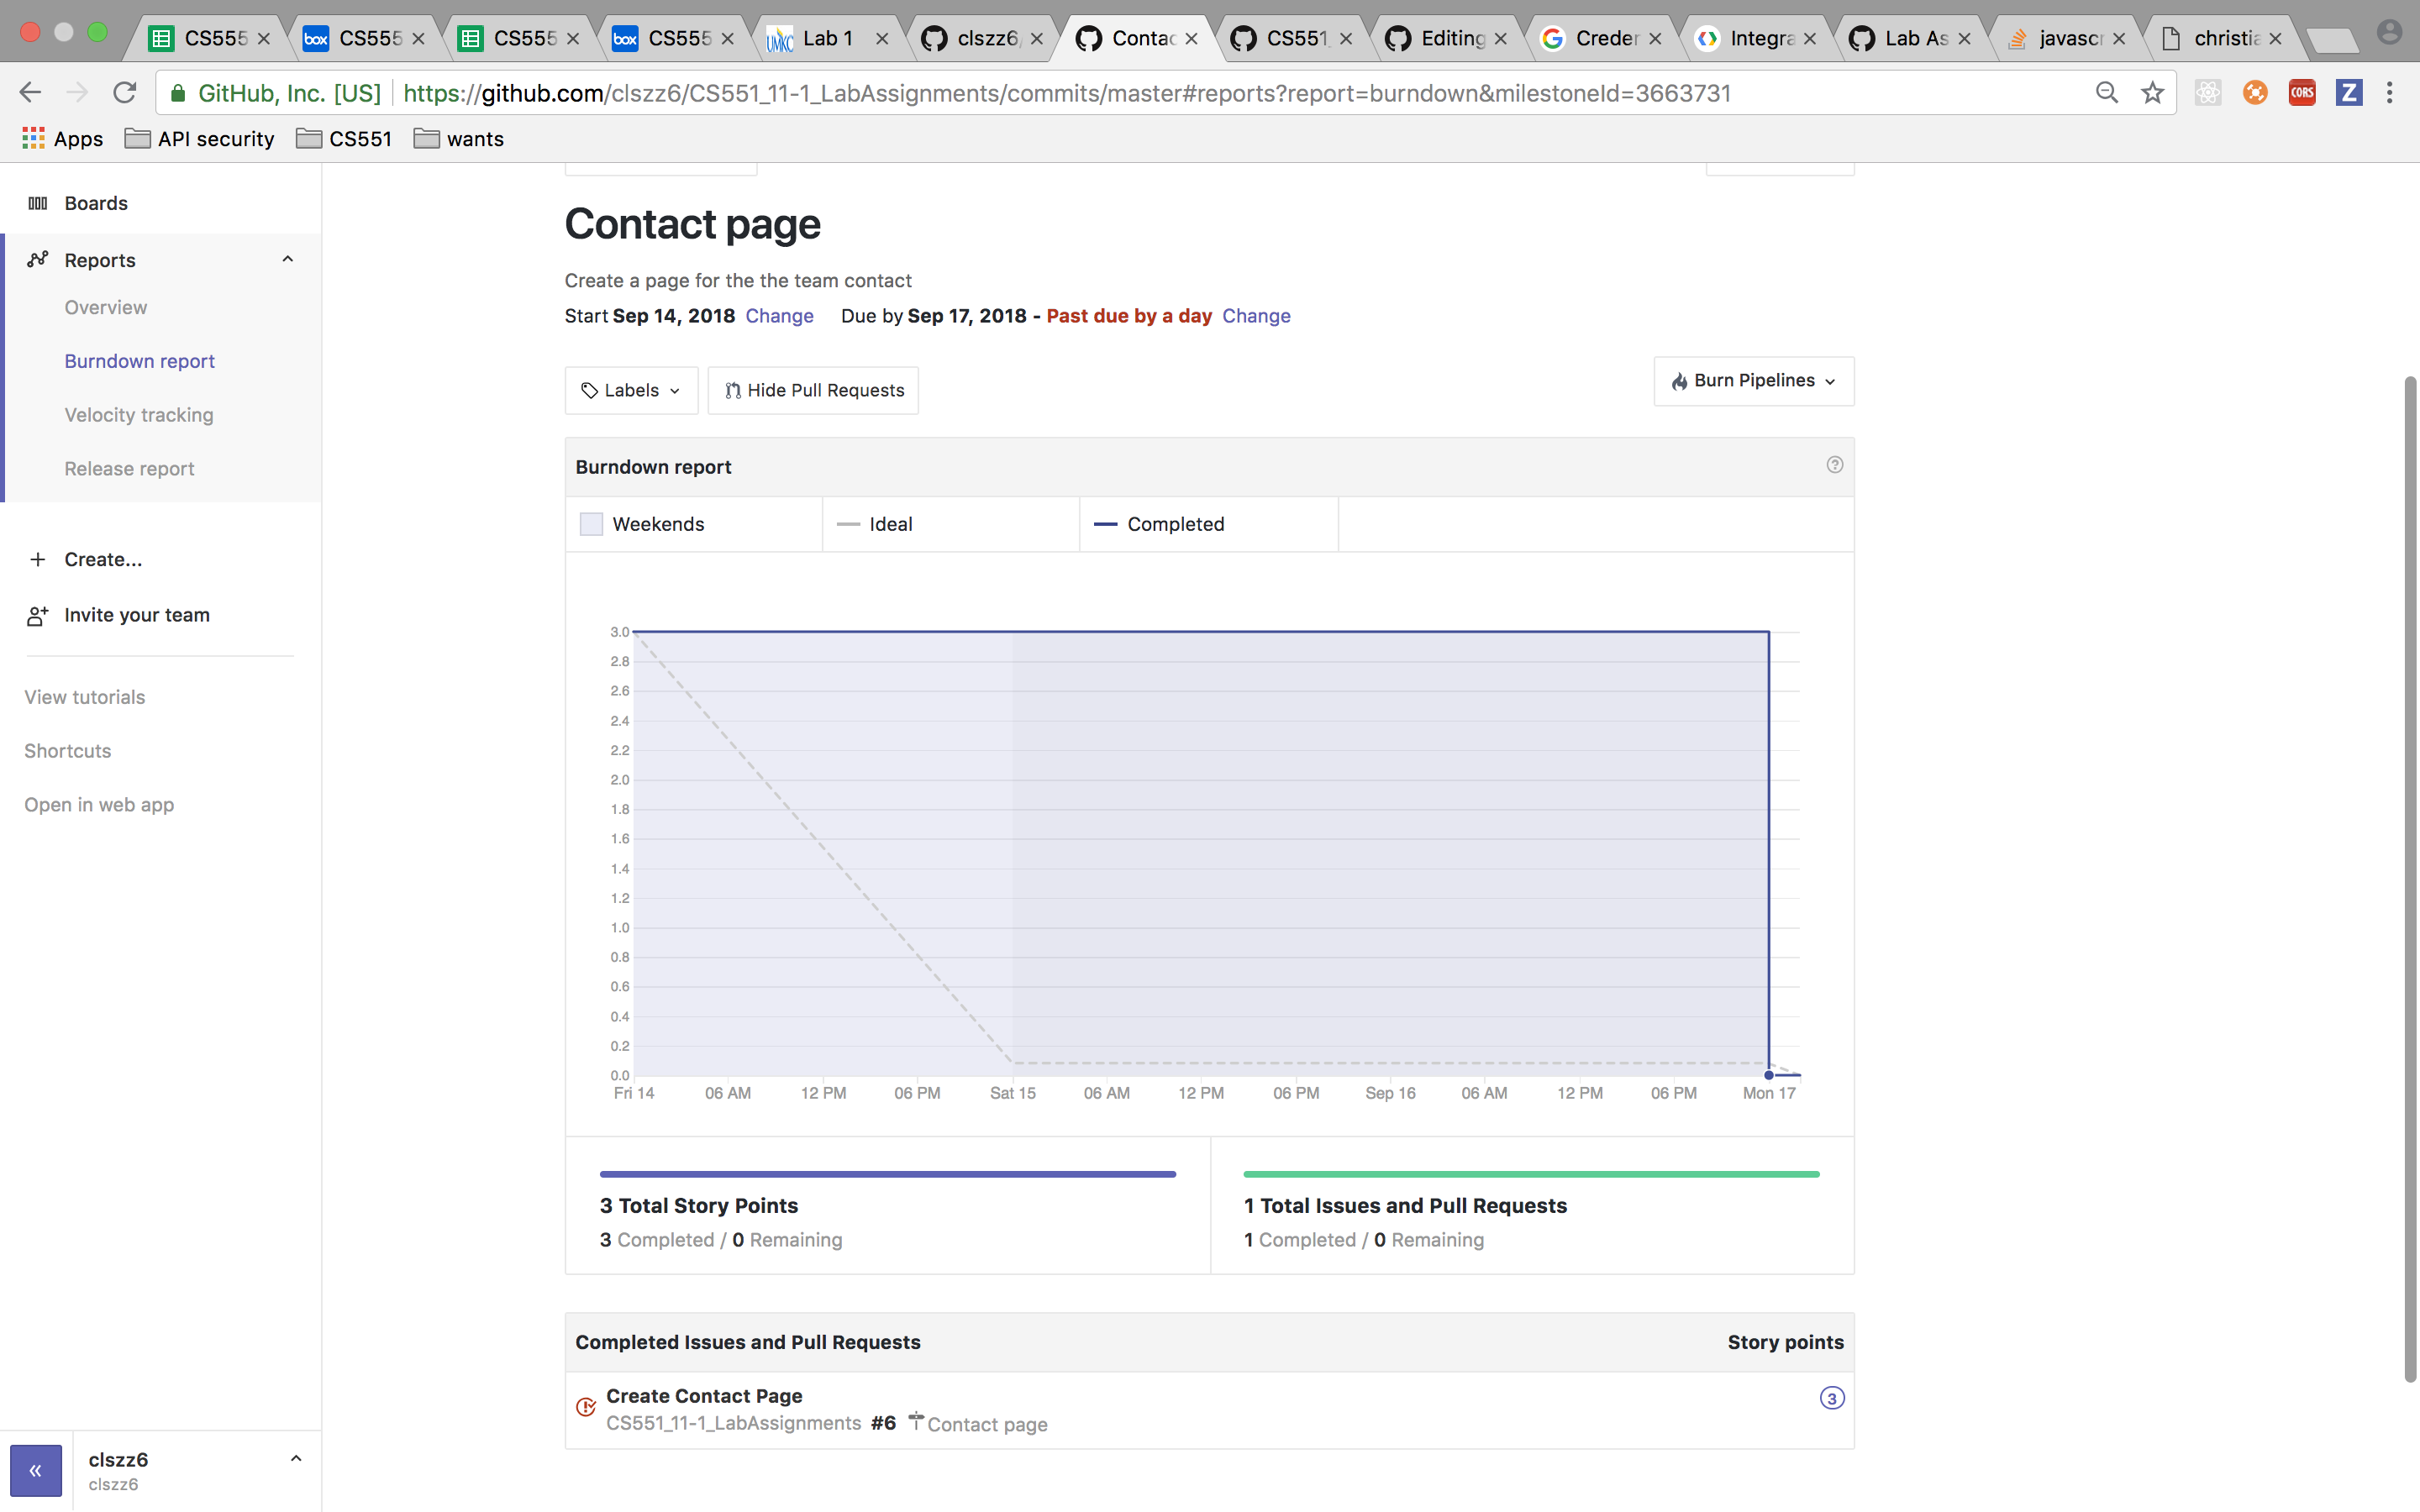 CS555
CS555
CS555
CS555
Lab 1
clszz6,
Contac
CS551_
Editing
Creder
Integra
Lab As
javascr
christia
GitHub, Inc. [US] https://github.com/clszz6/CS551_11-1_LabAssignments/commits/master#reports?report=burndown&milestoneId=3663731
Apps API security CS551 wants
Boards
Reports
Overview
Burndown report
Velocity tracking
Release report
Create...
Invite your team
View tutorials
Shortcuts
Open in web app
clszz6
clszz6
Contact page
Create a page for the the team contact
Start Sep 14, 2018 Change Due by Sep 17, 2018 - Past due by a day Change
Labels Hide Pull Requests Burn Pipelines
Burndown report
Weekends Ideal Completed
3.0
2.8
2.6
2.4
2.2
2.0
1.8
1.6
1.4
1.2
1.0
0.8
0.6
0.4
0.2
0.0
Fri 14 06 AM 12 PM 06 PM Sat 15 06 AM 12 PM 06 PM Sep 16 06 AM 12 PM 06 PM Mon 17
3 Total Story Points
3 Completed / 0 Remaining
1 Total Issues and Pull Requests
1 Completed / 0 Remaining
Completed Issues and Pull Requests Story points
Create Contact Page 3
CS551_11-1_LabAssignments #6 Contact page